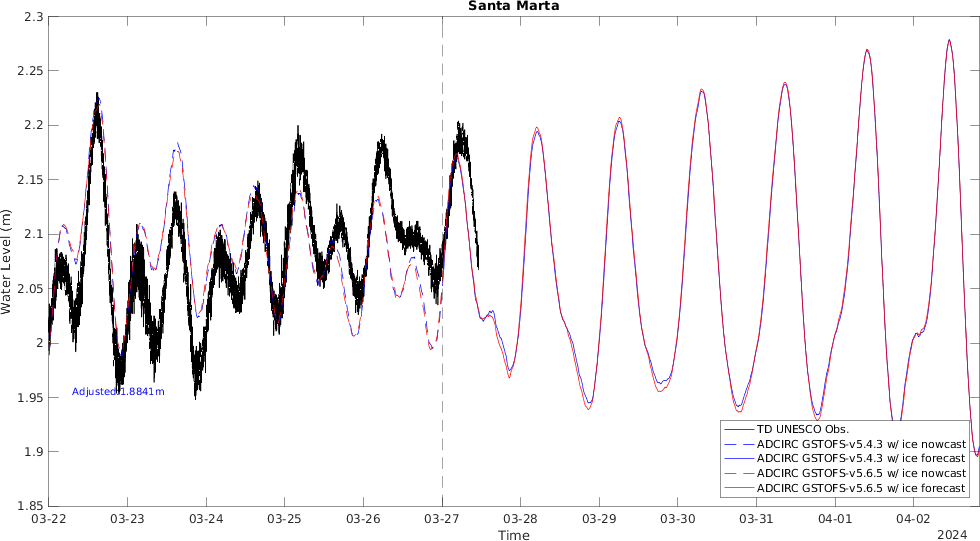 Santa Marta
Water Level (m)
2.3
2.25
2.2
2.15
2.1
2.05
2
1.95
1.9
1.85
Adjusted:1.8841m
TD UNESCO Obs.
ADCIRC GSTOFS-v5.4.3 w/ ice nowcast
ADCIRC GSTOFS-v5.4.3 w/ ice forecast
ADCIRC GSTOFS-v5.6.5 w/ ice nowcast
ADCIRC GSTOFS-v5.6.5 w/ ice forecast
03-22 03-23 03-24 03-25 03-26 03-27 03-28 03-29 03-30 03-31 04-01 04-02
Time
2024